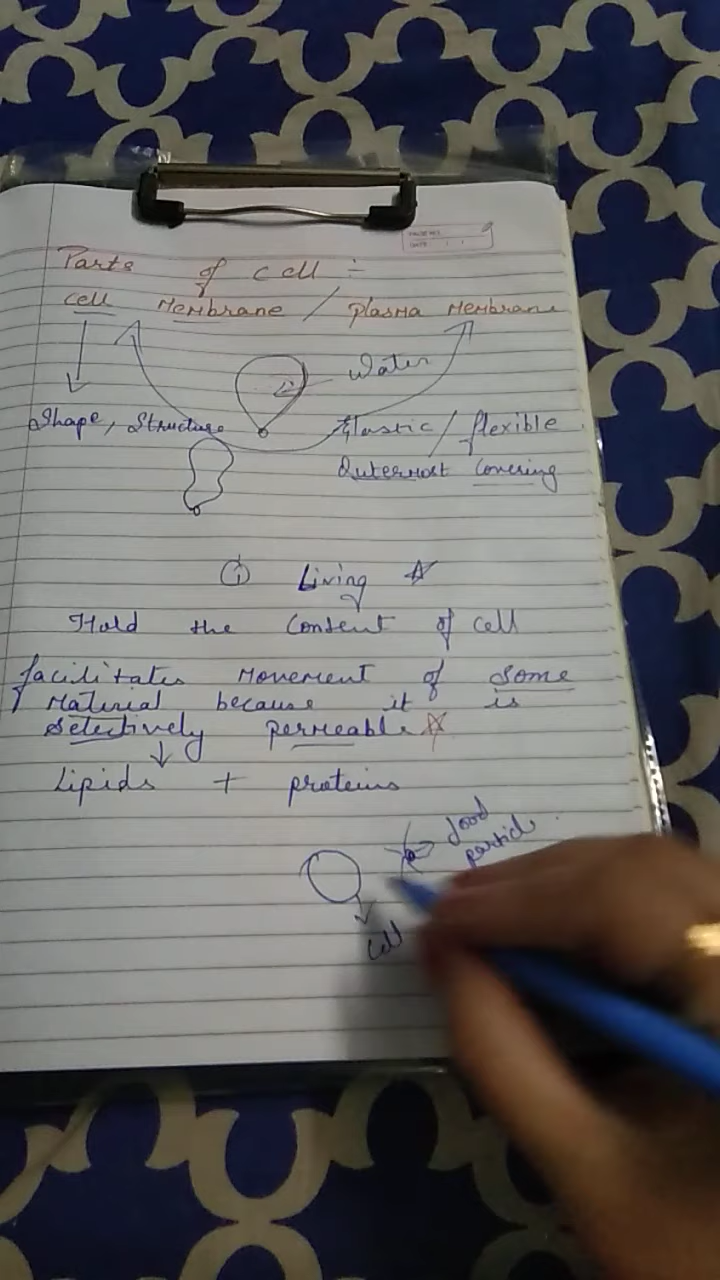 Parts of cell :-
cell Membrane / Plasma Membrane
Water
Shape, Structure
Elastic / flexible
Outermost Covering
(i) Living ☆
Hold the Content of cell
facilitates Movement of Some
Material because it is
Selectively permeable ☆
Lipids + proteins
food
particle
Cell